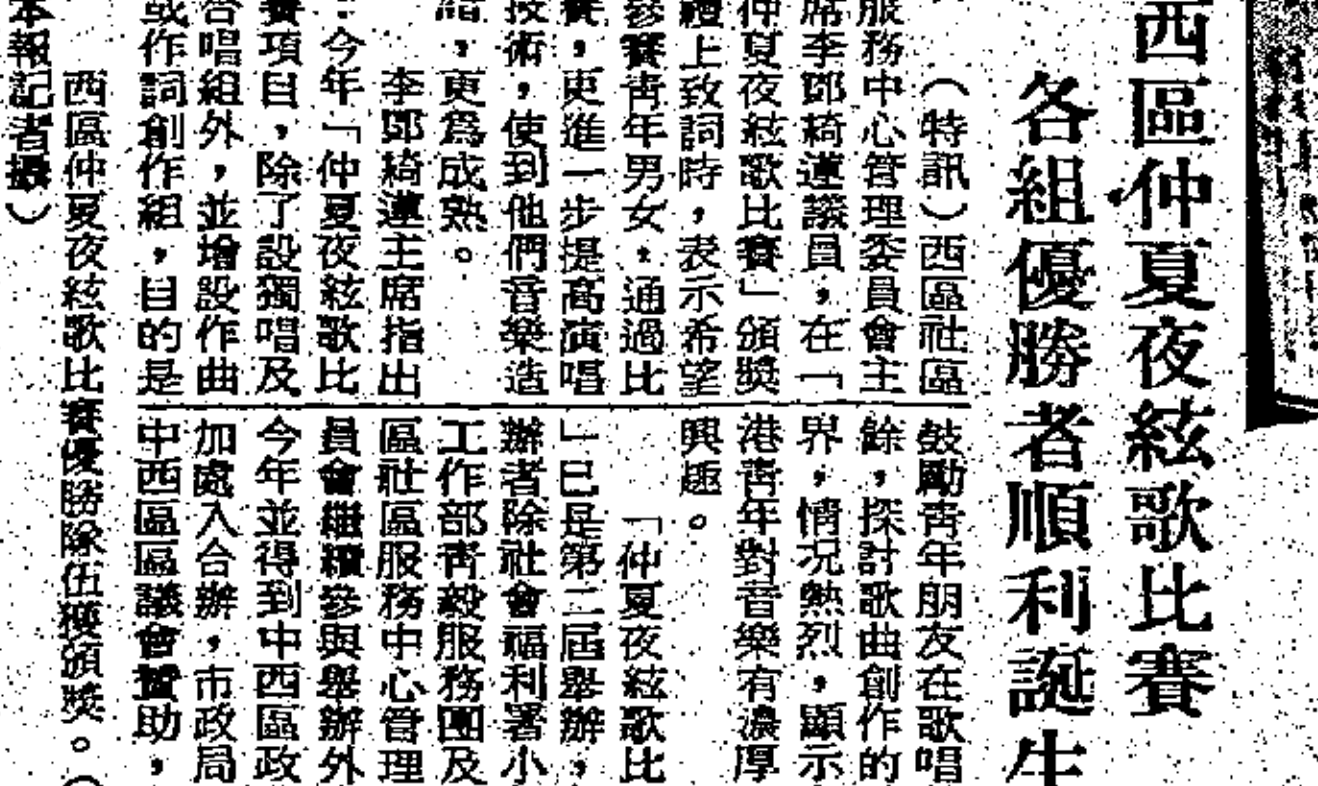 西區仲夏夜絃歌比賽
各組優勝者順利誕生
(特訊)西區社區
服務中心管理委員會主
席李鄧綺蓮議員,在「
仲夏夜絃歌比賽」頒獎
禮上致詞時,表示希望
參賽青年男女,通過比
賽,更進一步提高演唱
技術,使到他們音樂造
詣,更爲成熟。
李鄧綺蓮主席指出
:今年「仲夏夜絃歌比
賽項目,除了設獨唱及
合唱組外,並增設作曲
或作詞創作組,目的是
鼓勵青年朋友在歌唱
餘,探討歌曲創作的
界,情况熱烈,顯示
港青年對音樂有濃厚
興趣。
「仲夏夜絃歌比
」已是第二屆舉辦,
辦者除社會福利署小
工作部青毅服務團及
區社區服務中心管理
員會繼續參與舉辦外
今年並得到中西區政
加處入合辦,市政局
中西區區議會贊助,
西區仲夏夜絃歌比賽優勝隊伍獲頒獎。(
本報記者攝)